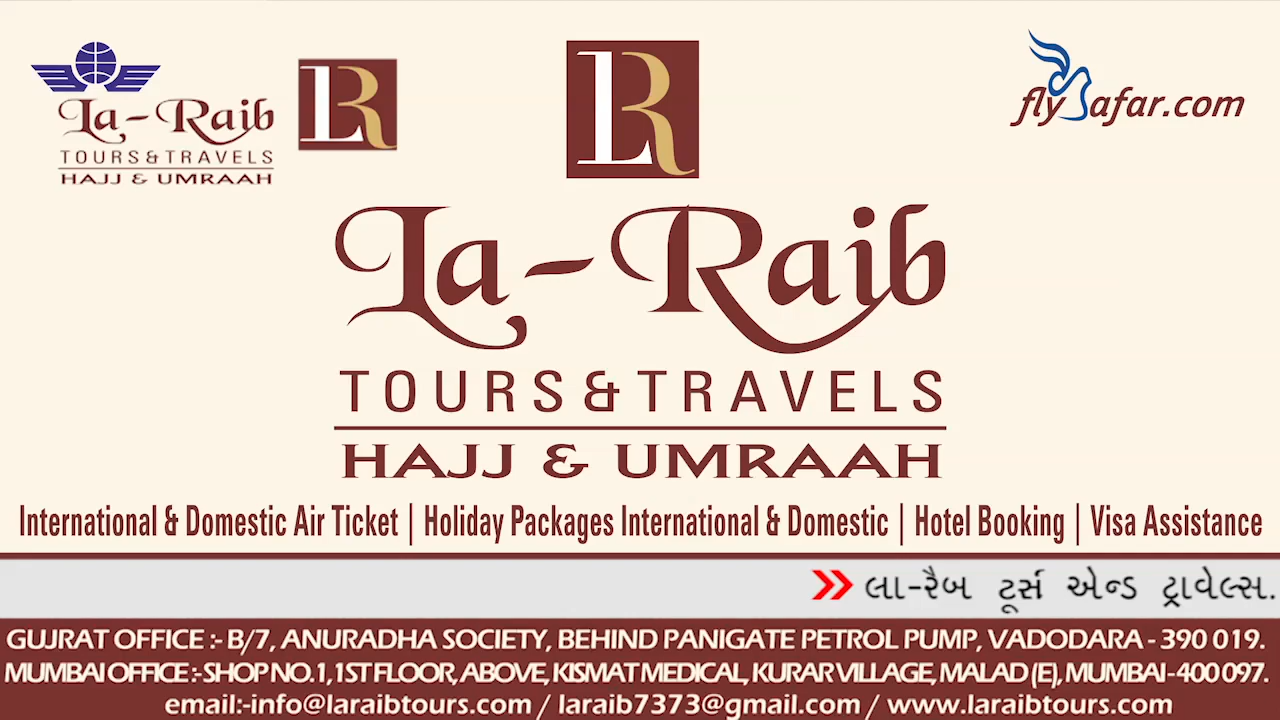 La-Raib
TOURS & TRAVELS
HAJJ & UMRAAH
LR
LR
flySafar.com
La-Raib
TOURS & TRAVELS
HAJJ & UMRAAH
International & Domestic Air Ticket | Holiday Packages International & Domestic | Hotel Booking | Visa Assistance
લા-રૈબ ટૂર્સ એન્ડ ટ્રાવેલ્સ.
GUJRAT OFFICE :- B/7, ANURADHA SOCIETY, BEHIND PANIGATE PETROL PUMP, VADODARA - 390 019.
MUMBAI OFFICE :- SHOP NO.1,1ST FLOOR, ABOVE, KISMAT MEDICAL, KURAR VILLAGE, MALAD (E), MUMBAI - 400 097.
email:-info@laraibtours.com / laraib7373@gmail.com / www.laraibtours.com